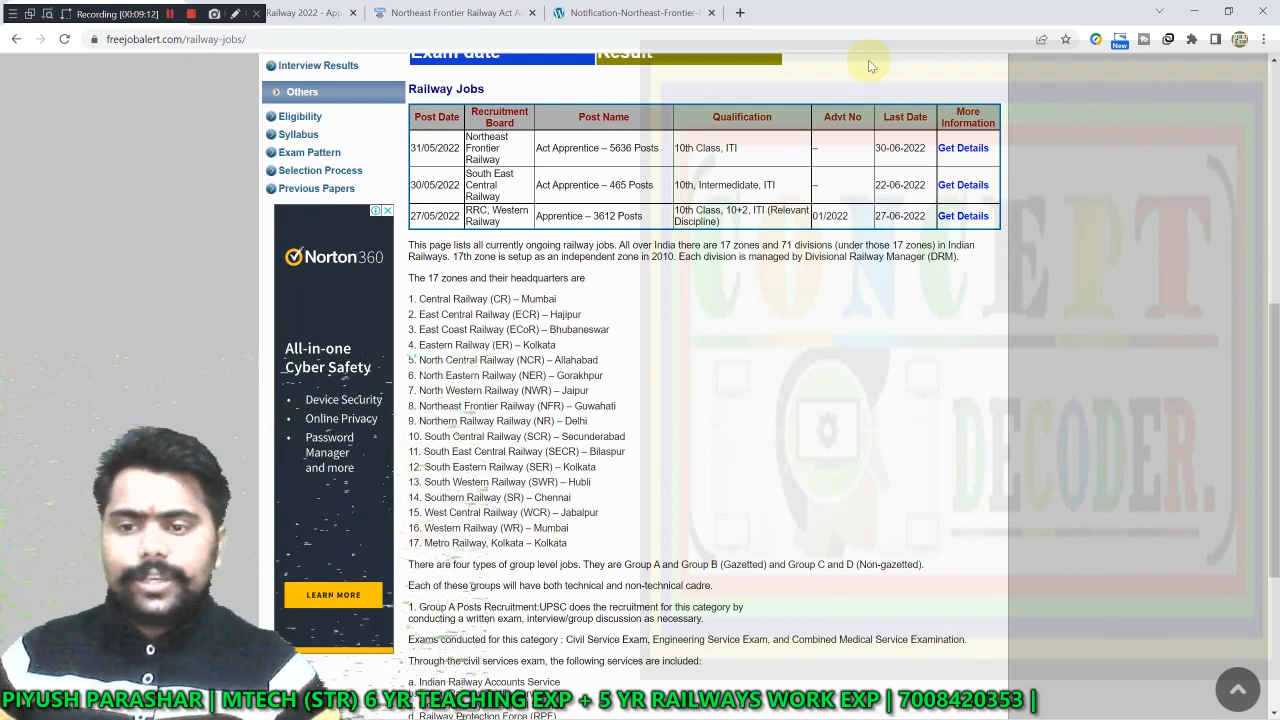 Recording [00:09:12]
Railway 2022 - App
Northeast Railway Act A
Notification-Northeast-Frontier-
freejobalert.com/railway-jobs/
New
Exam date
Result
Interview Results
Others
Eligibility
Syllabus
Exam Pattern
Selection Process
Previous Papers
Norton360
All-in-one
Cyber Safety
• Device Security
• Online Privacy
• Password
Manager
and more
LEARN MORE
Railway Jobs
Post Date Recruitment Board Post Name Qualification Advt No Last Date More Information
31/05/2022 Northeast Frontier Railway Act Apprentice – 5636 Posts 10th Class, ITI – 30-06-2022 Get Details
30/05/2022 South East Central Railway Act Apprentice – 465 Posts 10th, Intermedidate, ITI – 22-06-2022 Get Details
27/05/2022 RRC, Western Railway Apprentice – 3612 Posts 10th Class, 10+2, ITI (Relevant Discipline) 01/2022 27-06-2022 Get Details
This page lists all currently ongoing railway jobs. All over India there are 17 zones and 71 divisions (under those 17 zones) in Indian
Railways. 17th zone is setup as an independent zone in 2010. Each division is managed by Divisional Railway Manager (DRM).
The 17 zones and their headquarters are
1. Central Railway (CR) – Mumbai
2. East Central Railway (ECR) – Hajipur
3. East Coast Railway (ECoR) – Bhubaneswar
4. Eastern Railway (ER) – Kolkata
5. North Central Railway (NCR) – Allahabad
6. North Eastern Railway (NER) – Gorakhpur
7. North Western Railway (NWR) – Jaipur
8. Northeast Frontier Railway (NFR) – Guwahati
9. Northern Railway Railway (NR) – Delhi
10. South Central Railway (SCR) – Secunderabad
11. South East Central Railway (SECR) – Bilaspur
12. South Eastern Railway (SER) – Kolkata
13. South Western Railway (SWR) – Hubli
14. Southern Railway (SR) – Chennai
15. West Central Railway (WCR) – Jabalpur
16. Western Railway (WR) – Mumbai
17. Metro Railway, Kolkata – Kolkata
There are four types of group level jobs. They are Group A and Group B (Gazetted) and Group C and D (Non-gazetted).
Each of these groups will have both technical and non-technical cadre.
1. Group A Posts Recruitment:UPSC does the recruitment for this category by
conducting a written exam, interview/group discussion as necessary.
Exams conducted for this category : Civil Service Exam, Engineering Service Exam, and Combined Medical Service Examination.
Through the civil services exam, the following services are included:
a. Indian Railway Accounts Service
d. Railway Protection Force (RPF)
PIYUSH PARASHAR | MTECH (STR) 6 YR TEACHING EXP + 5 YR RAILWAY'S WORK EXP | 7008420353 |